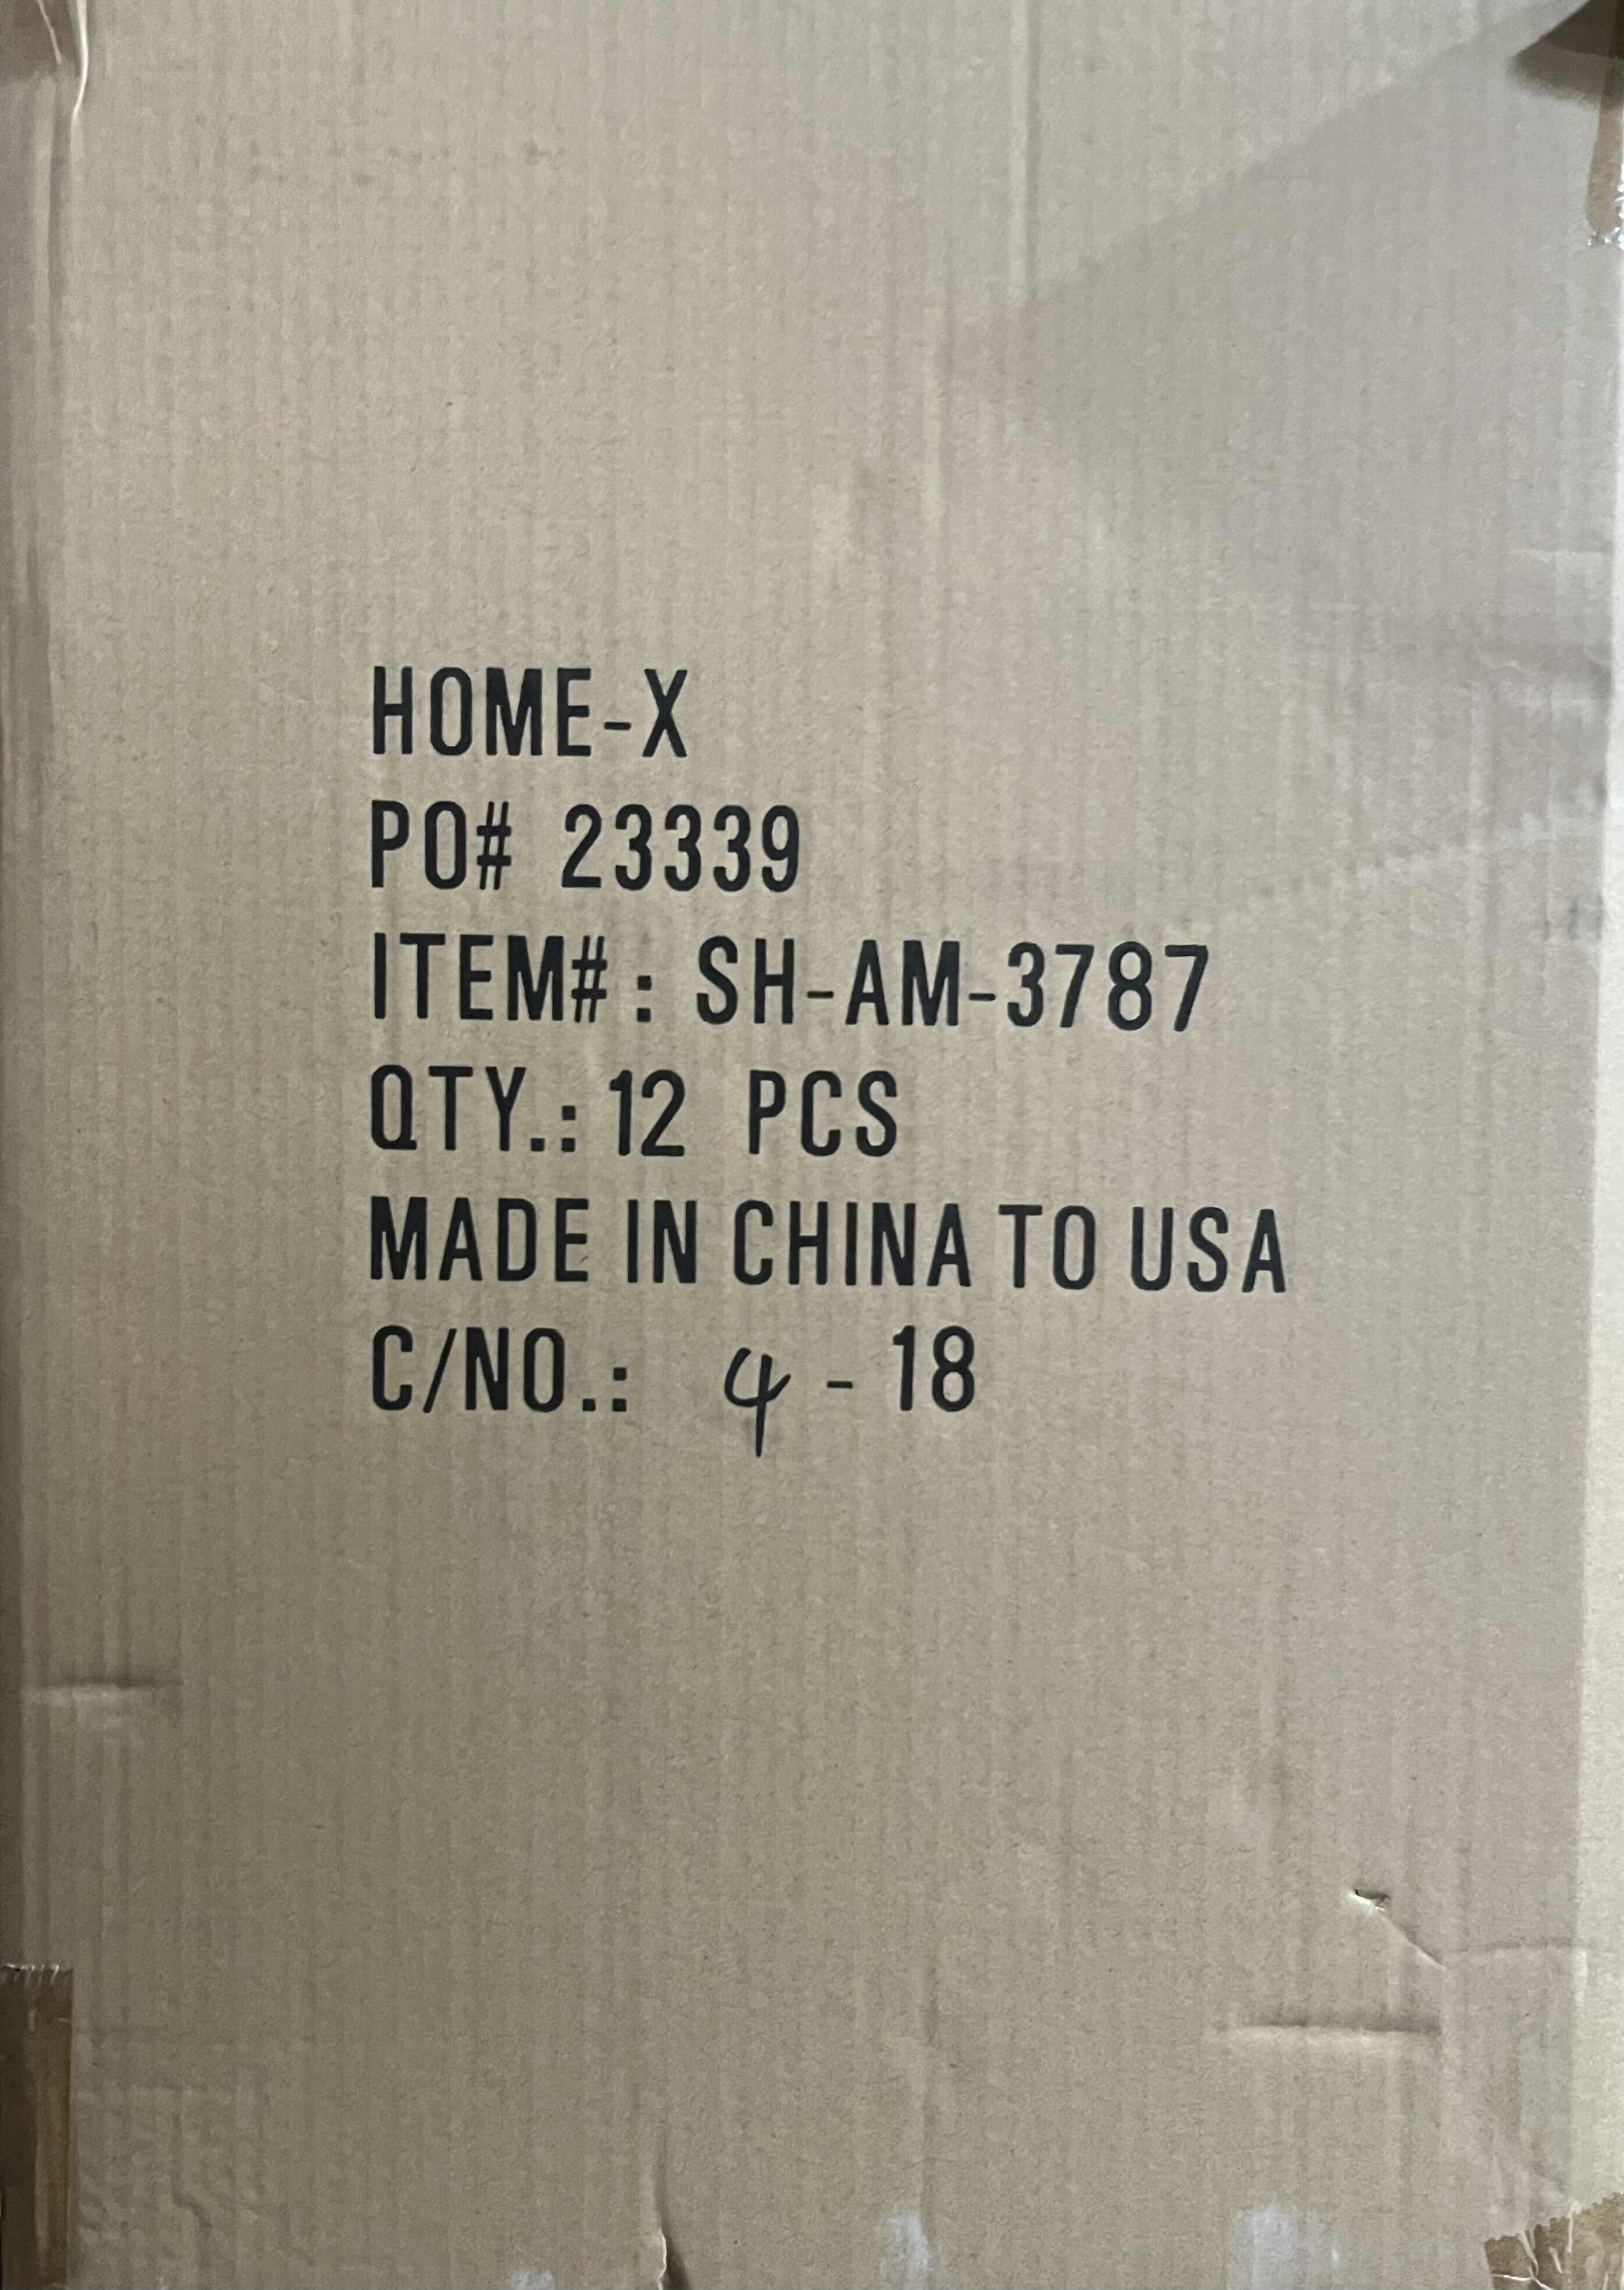 HOME-X
PO# 23339
ITEM#: SH-AM-3787
QTY.: 12 PCS
MADE IN CHINA TO USA
C/NO.: 4 - 18